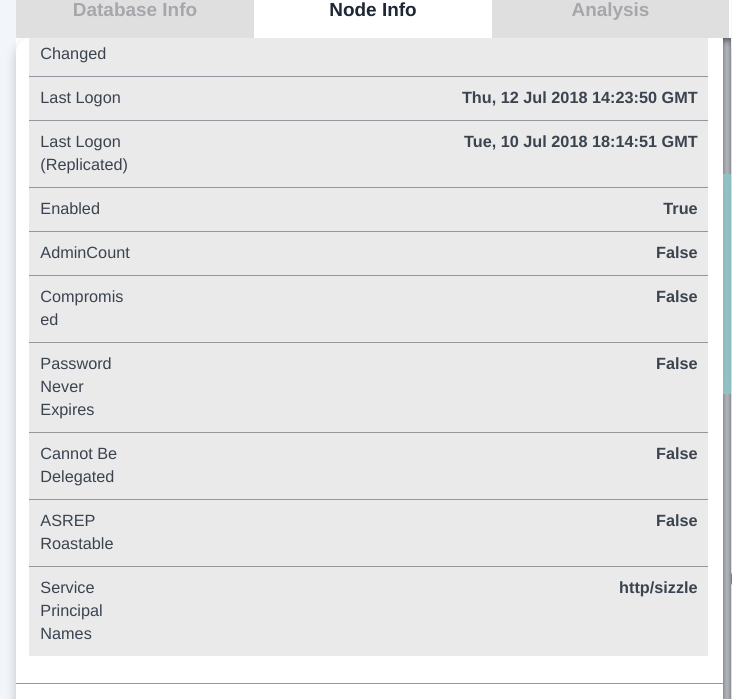 Database Info Node Info Analysis
Changed
Last Logon Thu, 12 Jul 2018 14:23:50 GMT
Last Logon Tue, 10 Jul 2018 18:14:51 GMT
(Replicated)
Enabled True
AdminCount False
Compromis False
ed
Password False
Never
Expires
Cannot Be False
Delegated
ASREP False
Roastable
Service http/sizzle
Principal
Names